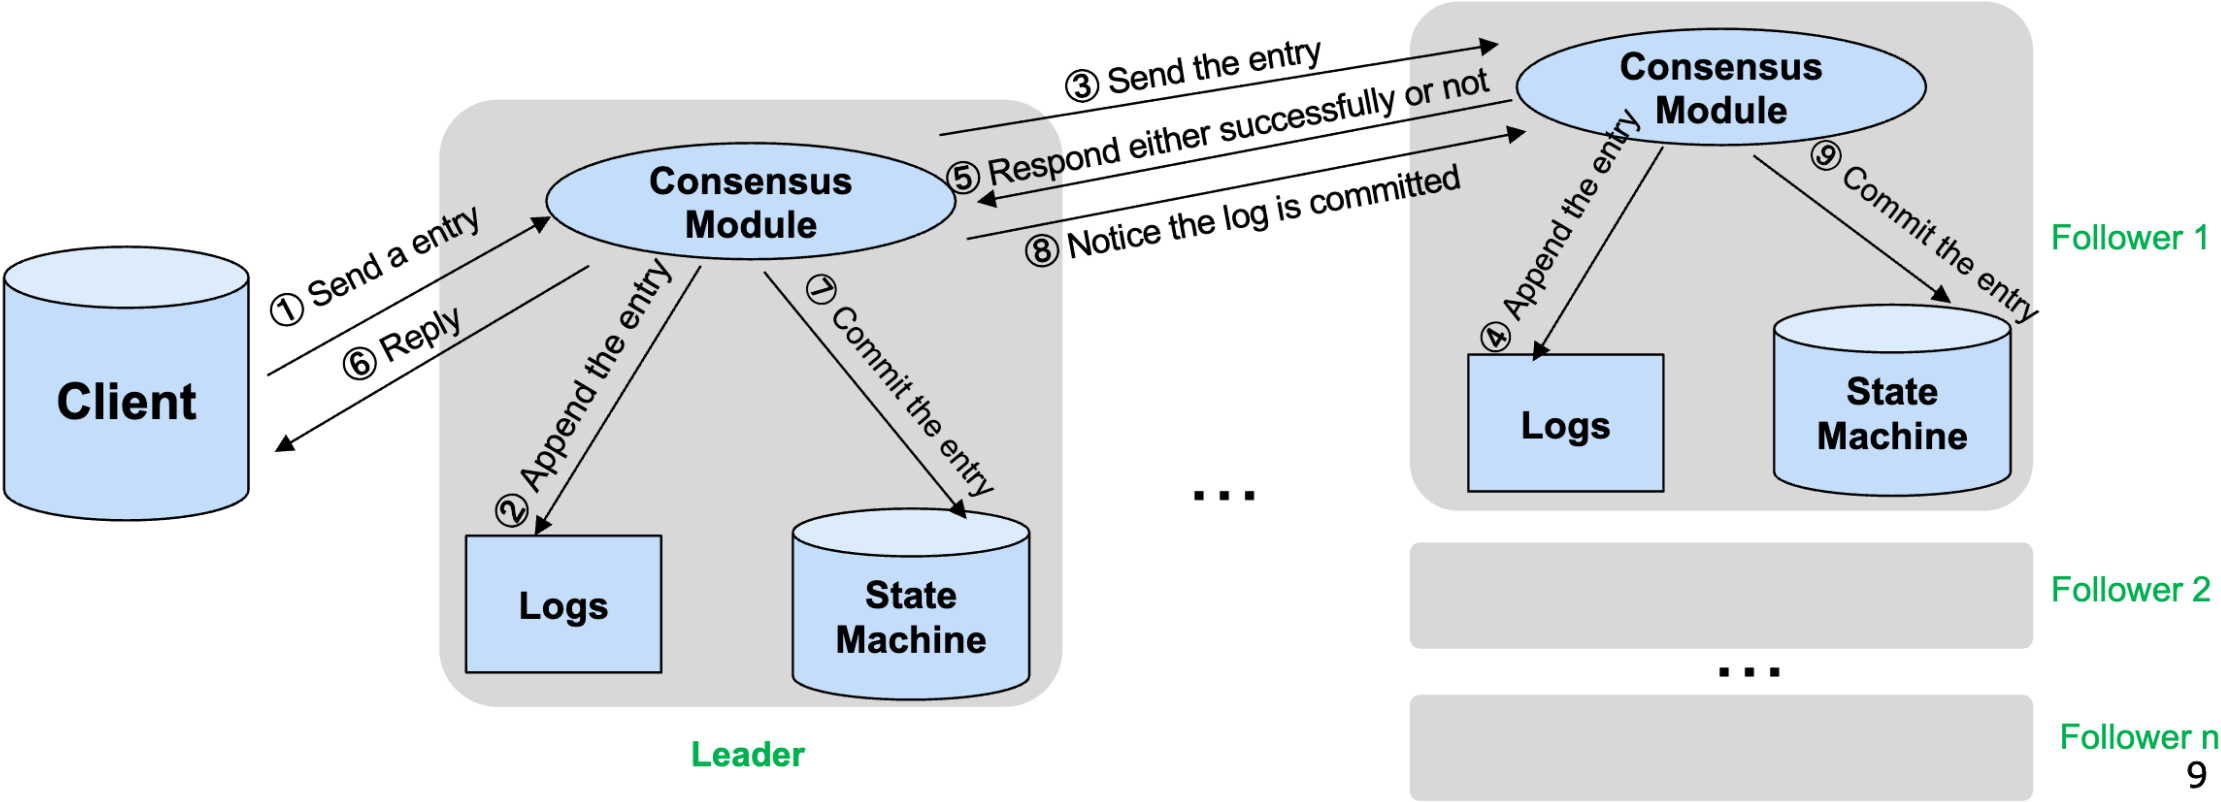 ③ Send the entry
⑤ Respond either successfully or not
⑧ Notice the log is committed
Consensus
Module
④ Append the entry
⑨ Commit the entry
Follower 1
Logs
State
Machine
Consensus
Module
① Send a entry
⑥ Reply
② Append the entry
⑦ Commit the entry
Client
Logs
State
Machine
Leader
...
Follower 2
...
Follower n
9